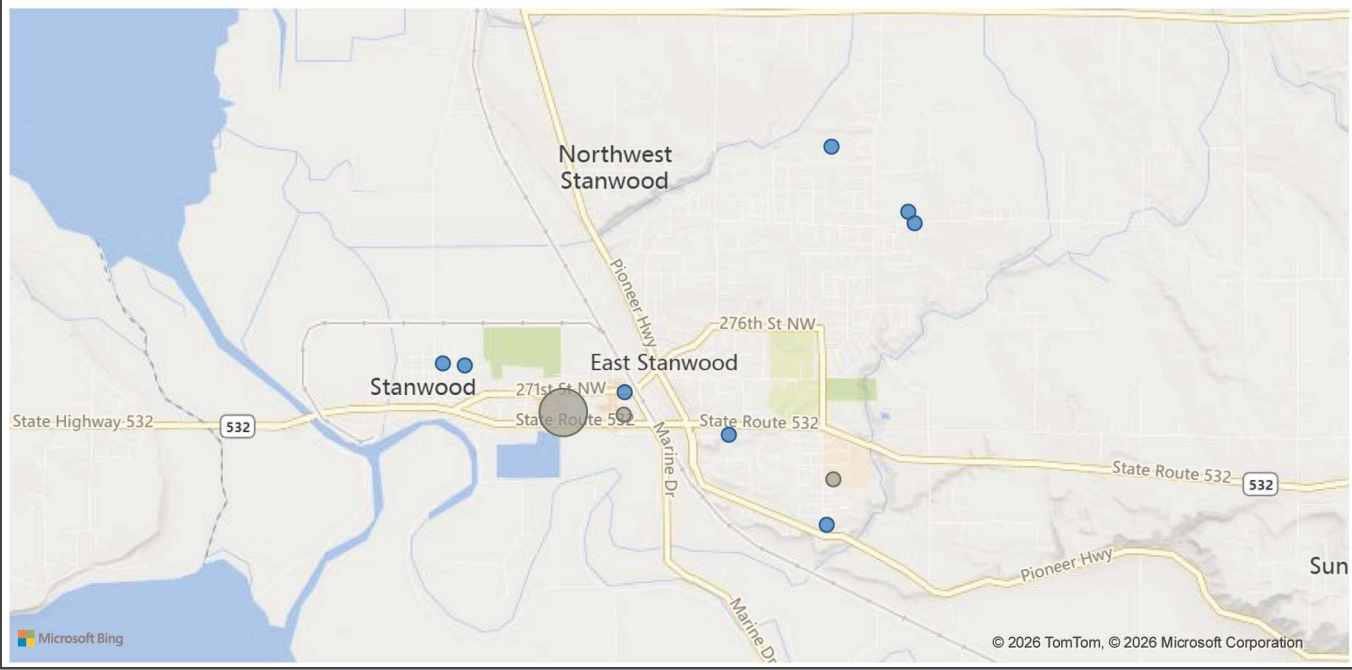 Northwest
Stanwood
Pioneer Hwy
276th St NW
East Stanwood
Stanwood
271st St NW
State Highway 532
532
State Route 532
State Route 532
Marine Dr
State Route 532
532
Pioneer Hwy
Sun
Marine Dr
Microsoft Bing
© 2026 TomTom, © 2026 Microsoft Corporation